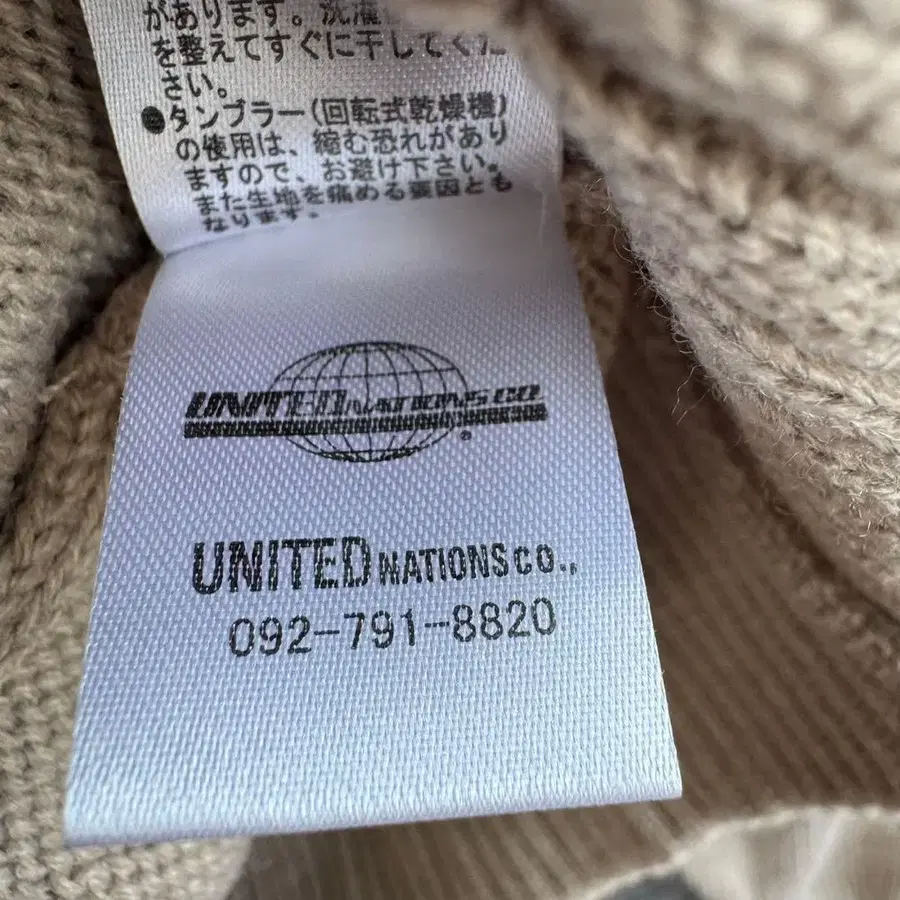 があります。洗濯
を整えてすぐに干してくだ
さい。
●タンブラー(回転式乾燥機)
の使用は、縮む恐れがあり
ますので、お避け下さい。
また生地を痛める要因とも
なります。
UNITED NATIONS CO
®
UNITED NATIONS CO.,
092-791-8820